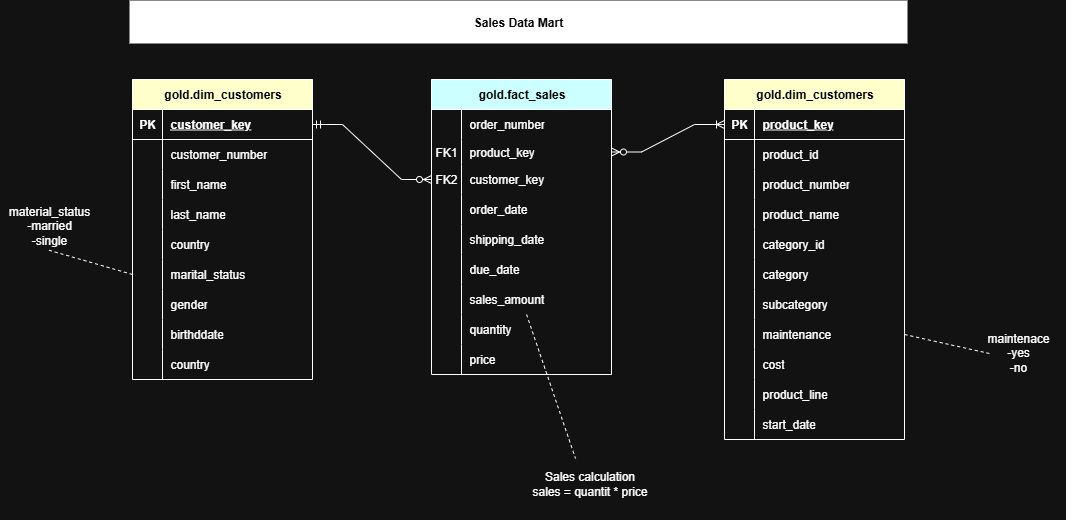 Sales Data Mart
gold.dim_customers
PK customer_key
customer_number
first_name
last_name
country
marital_status
gender
birthddate
country
material_status
-married
-single
gold.fact_sales
order_number
FK1 product_key
FK2 customer_key
order_date
shipping_date
due_date
sales_amount
quantity
price
Sales calculation
sales = quantit * price
gold.dim_customers
PK product_key
product_id
product_number
product_name
category_id
category
subcategory
maintenance
cost
product_line
start_date
maintenace
-yes
-no